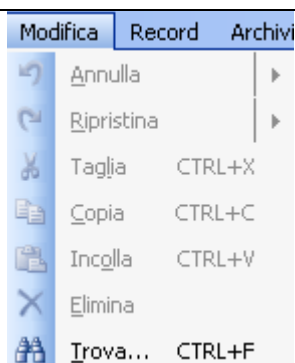 Modifica Record Archivi
Annulla
Ripristina
Taglia CTRL+X
Copia CTRL+C
Incolla CTRL+V
Elimina
Trova... CTRL+F